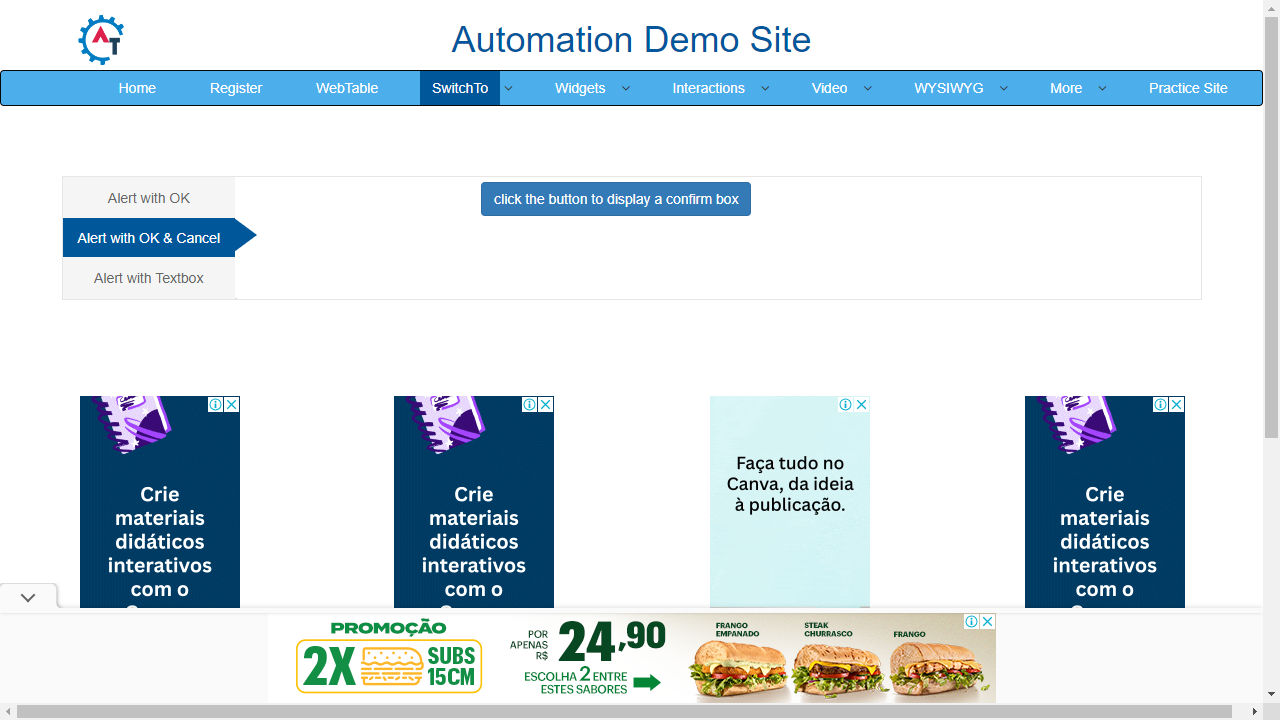 AT
Automation Demo Site
Home Register WebTable SwitchTo Widgets Interactions Video WYSIWYG More Practice Site
Alert with OK
click the button to display a confirm box
Alert with OK & Cancel
Alert with Textbox
Crie
materiais
didáticos
interativos
com o
Crie
materiais
didáticos
interativos
com o
Faça tudo no
Canva, da ideia
à publicação.
Crie
materiais
didáticos
interativos
com o
PROMOÇÃO
2X SUBS
15CM
POR
APENAS
R$
24,90
ESCOLHA 2 ENTRE
ESTES SABORES
FRANGO
EMPANADO
STEAK
CHURRASCO
FRANGO